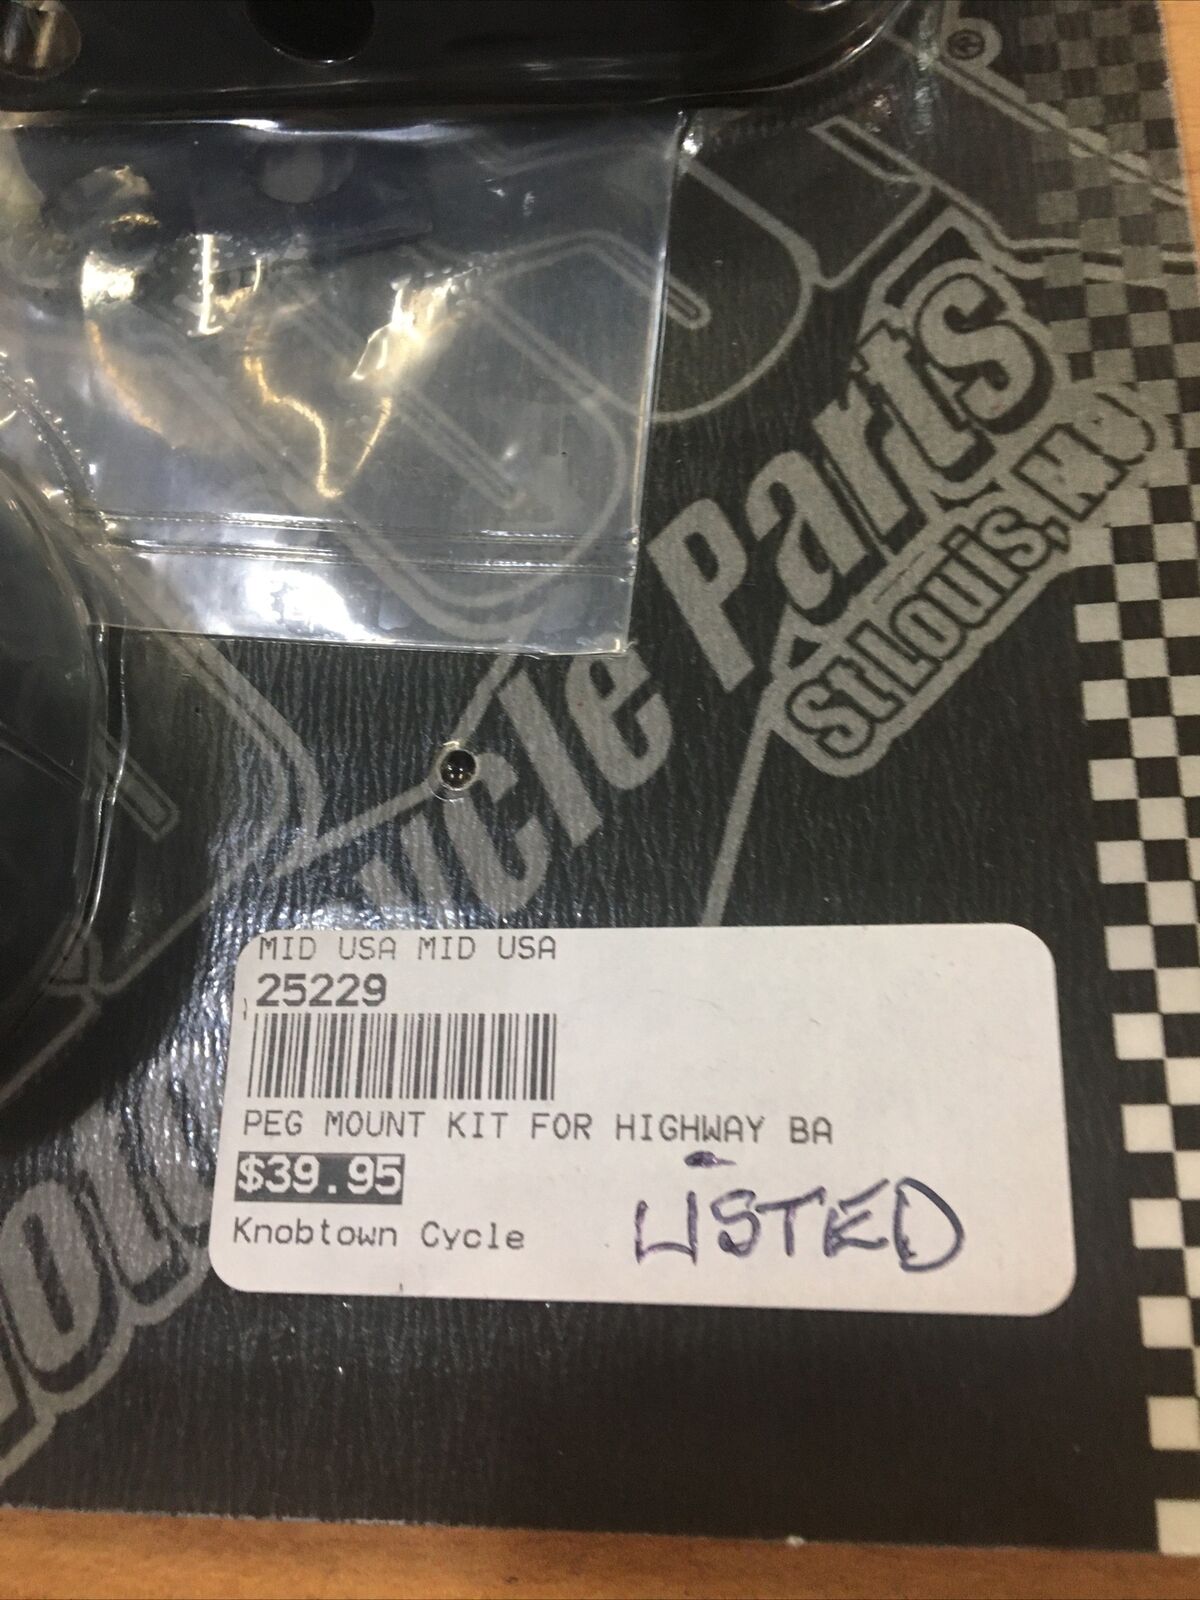 ®
Parts
St Louis, Mo
ycle
MID USA MID USA
25229
PEG MOUNT KIT FOR HIGHWAY BA
$39.95
Knobtown Cycle
LISTED